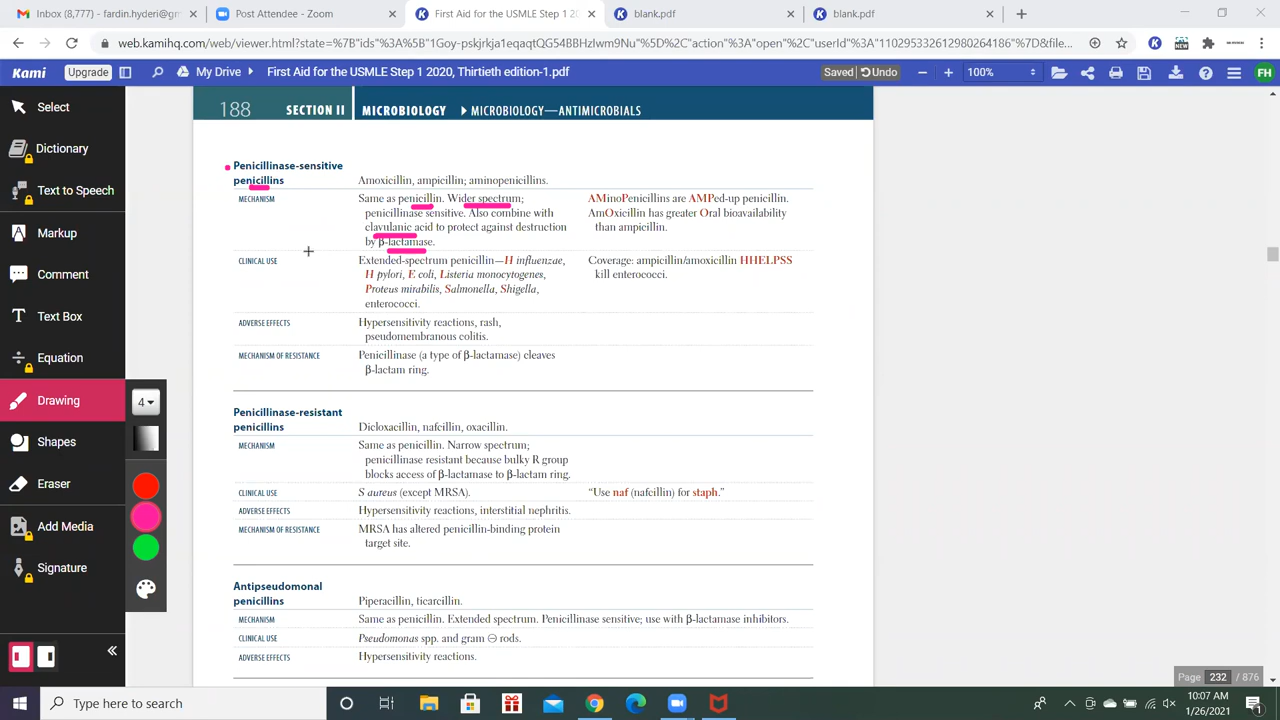 Inbox (8,777) - fardin.hyderi@gm
Post Attendee - Zoom
First Aid for the USMLE Step 1 20
blank.pdf
blank.pdf
web.kamihq.com/web/viewer.html?state=%7B"ids"%3A%5B"1Goy-pskjrkja1eqaqtQG54BBHzlwm9Nu"%5D%2C"action"%3A"open"%2C"userId"%3A"110295332612980264186"%7D&file...
Kami
Upgrade
My Drive
First Aid for the USMLE Step 1 2020, Thirtieth edition-1.pdf
Saved Undo
100%
FH
Select
Dictionary
Text to Speech
Markup
Comment
Text Box
Equation
Drawing
Shapes
Eraser
Add Media
Signature
4
188 SECTION II MICROBIOLOGY ▶ MICROBIOLOGY—ANTIMICROBIALS
Penicillinase-sensitive
penicillins Amoxicillin, ampicillin; aminopenicillins.
MECHANISM Same as penicillin. Wider spectrum; AMinoPenicillins are AMPed-up penicillin.
penicillinase sensitive. Also combine with AmOxicillin has greater Oral bioavailability
clavulanic acid to protect against destruction than ampicillin.
by β-lactamase.
CLINICAL USE Extended-spectrum penicillin—H influenzae, Coverage: ampicillin/amoxicillin HHELPSS
H pylori, E coli, Listeria monocytogenes, kill enterococci.
Proteus mirabilis, Salmonella, Shigella,
enterococci.
ADVERSE EFFECTS Hypersensitivity reactions, rash,
pseudomembranous colitis.
MECHANISM OF RESISTANCE Penicillinase (a type of β-lactamase) cleaves
β-lactam ring.
Penicillinase-resistant
penicillins Dicloxacillin, nafcillin, oxacillin.
MECHANISM Same as penicillin. Narrow spectrum;
penicillinase resistant because bulky R group
blocks access of β-lactamase to β-lactam ring.
CLINICAL USE S aureus (except MRSA). "Use naf (nafcillin) for staph."
ADVERSE EFFECTS Hypersensitivity reactions, interstitial nephritis.
MECHANISM OF RESISTANCE MRSA has altered penicillin-binding protein
target site.
Antipseudomonal
penicillins Piperacillin, ticarcillin.
MECHANISM Same as penicillin. Extended spectrum. Penicillinase sensitive; use with β-lactamase inhibitors.
CLINICAL USE Pseudomonas spp. and gram ⊖ rods.
ADVERSE EFFECTS Hypersensitivity reactions.
Page 232 / 876
Type here to search
10:07 AM
1/26/2021